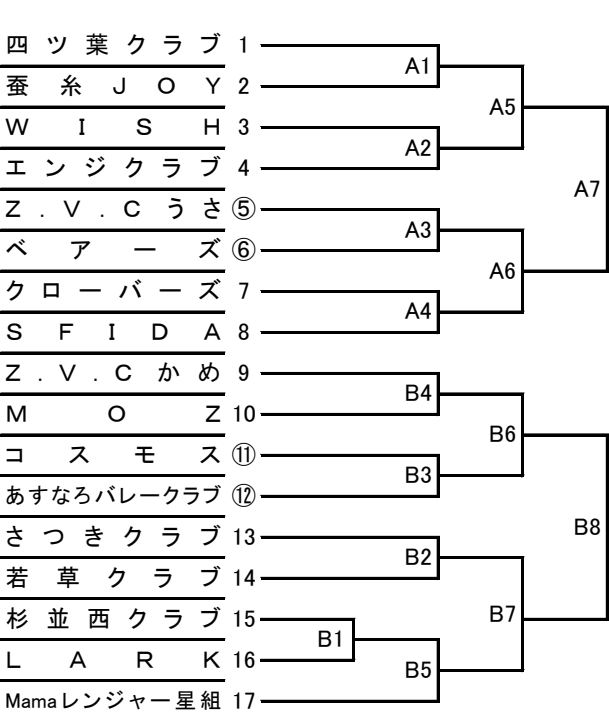 四ツ葉クラブ 1
蚕糸JOY 2
WISH 3
エンジクラブ 4
Z.V.Cうさ ⑤
ベアーズ ⑥
クローバーズ 7
SFIDA 8
Z.V.Cかめ 9
MOZ 10
コスモス ⑪
あすなろバレークラブ ⑫
さつきクラブ 13
若草クラブ 14
杉並西クラブ 15
LARK 16
Mamaレンジャー星組 17
A1
A2
A3
A4
B4
B3
B2
B1
B5
A5
A6
B6
B7
A7
B8